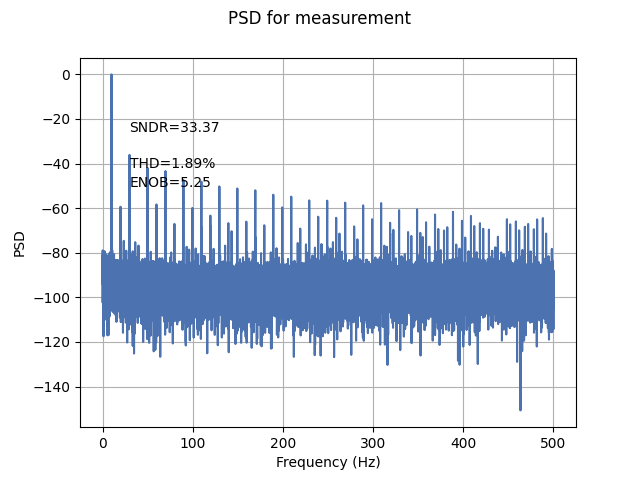 PSD for measurement
0
−20
−40
−60
−80
−100
−120
−140
PSD
SNDR=33.37
THD=1.89%
ENOB=5.25
0
100
200
300
400
500
Frequency (Hz)